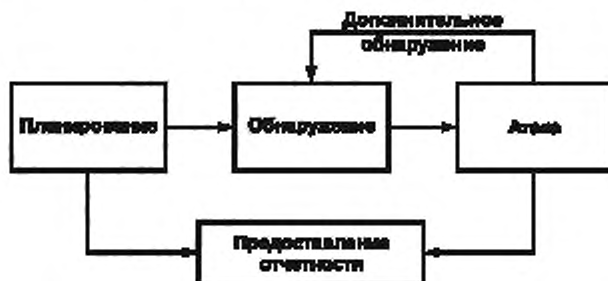 Дополнительное
обнаружение
Планирование
Обнаружение
Атака
Предоставление
отчетности